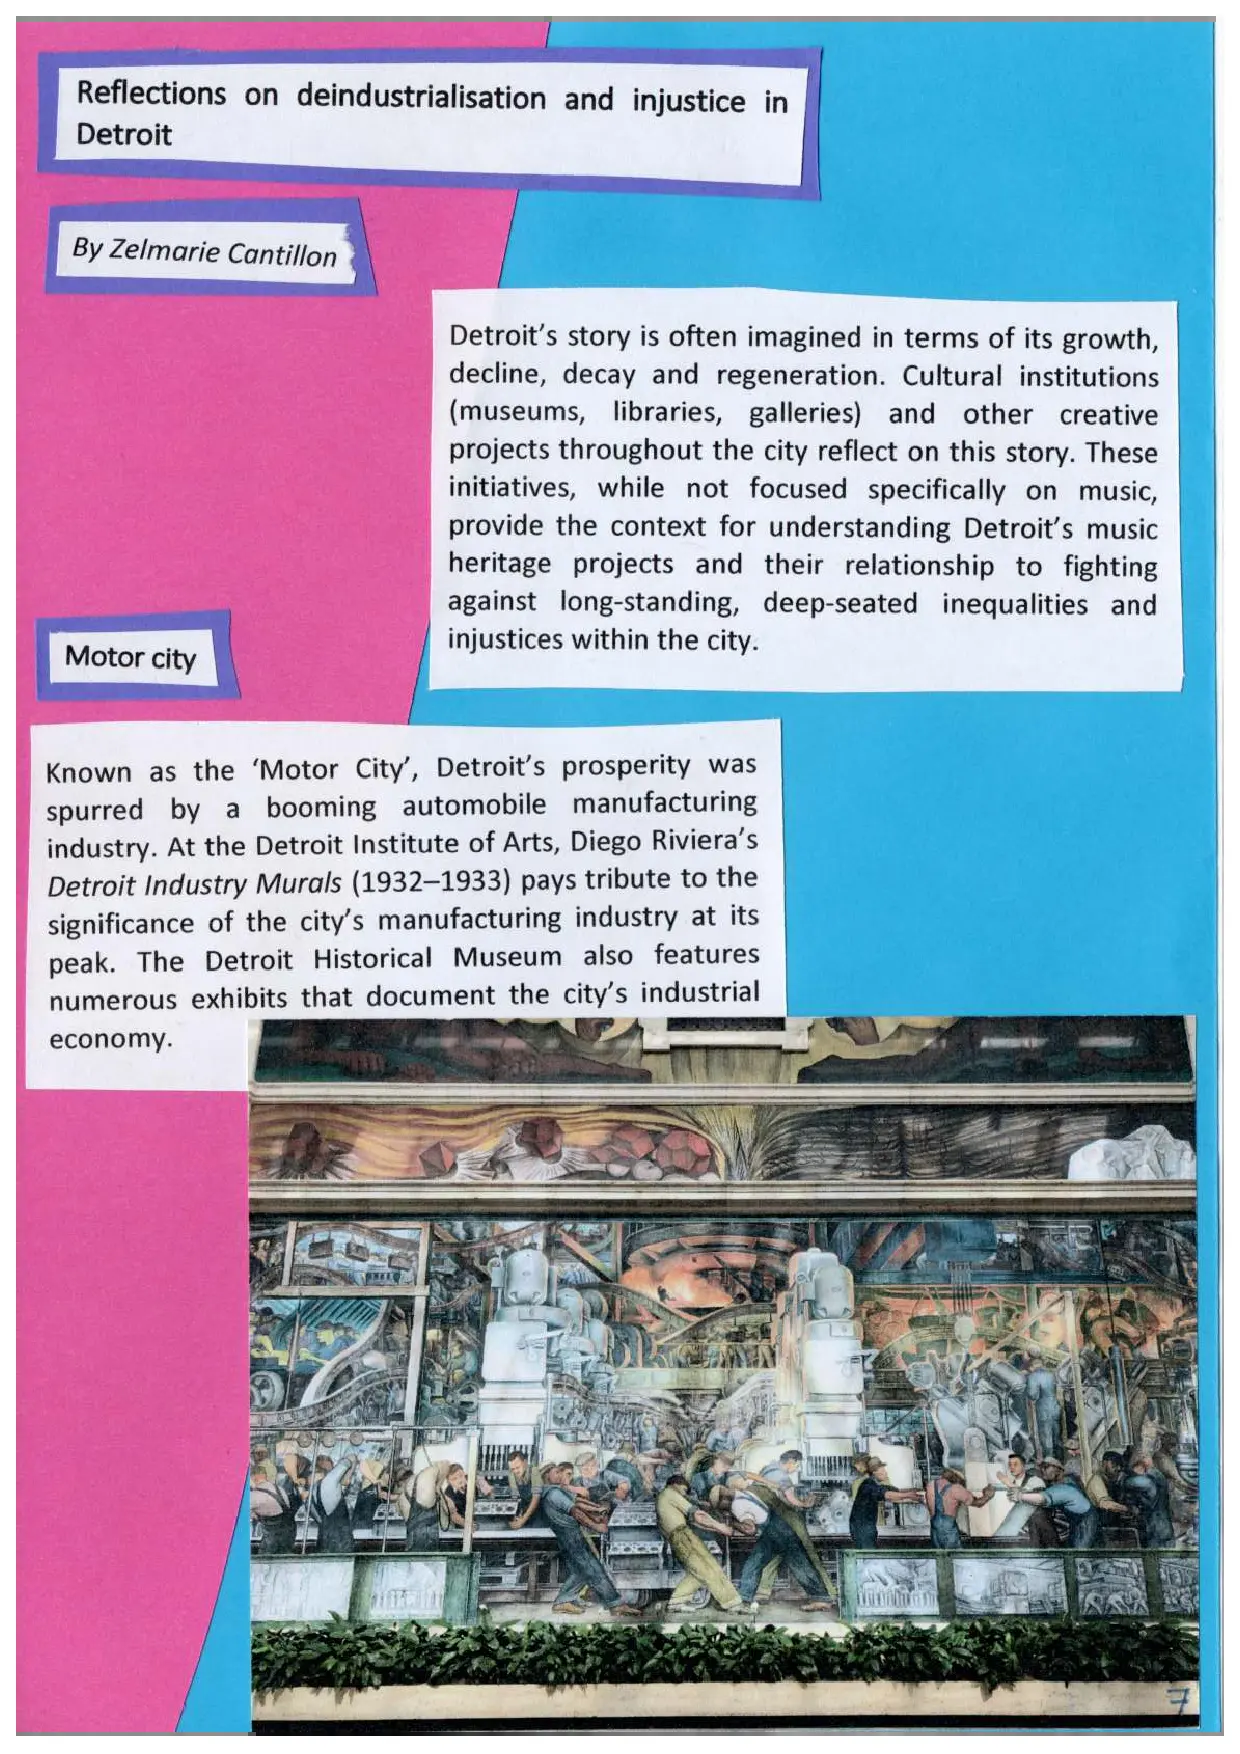 Reflections on deindustrialisation and injustice in
Detroit
By Zelmarie Cantillon
Detroit's story is often imagined in terms of its growth,
decline, decay and regeneration. Cultural institutions
(museums, libraries, galleries) and other creative
projects throughout the city reflect on this story. These
initiatives, while not focused specifically on music,
provide the context for understanding Detroit's music
heritage projects and their relationship to fighting
against long-standing, deep-seated inequalities and
injustices within the city.
Motor city
Known as the 'Motor City', Detroit's prosperity was
spurred by a booming automobile manufacturing
industry. At the Detroit Institute of Arts, Diego Riviera's
Detroit Industry Murals (1932–1933) pays tribute to the
significance of the city's manufacturing industry at its
peak. The Detroit Historical Museum also features
numerous exhibits that document the city's industrial
economy.
7